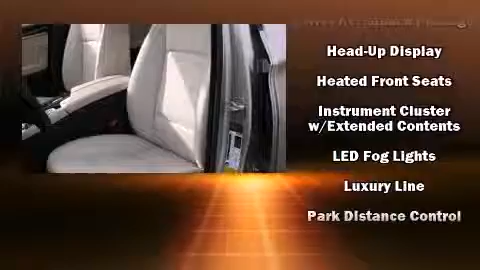 Head-Up Display
Heated Front Seats
Instrument Cluster
w/Extended Contents
LED Fog Lights
Luxury Line
Park Distance Control